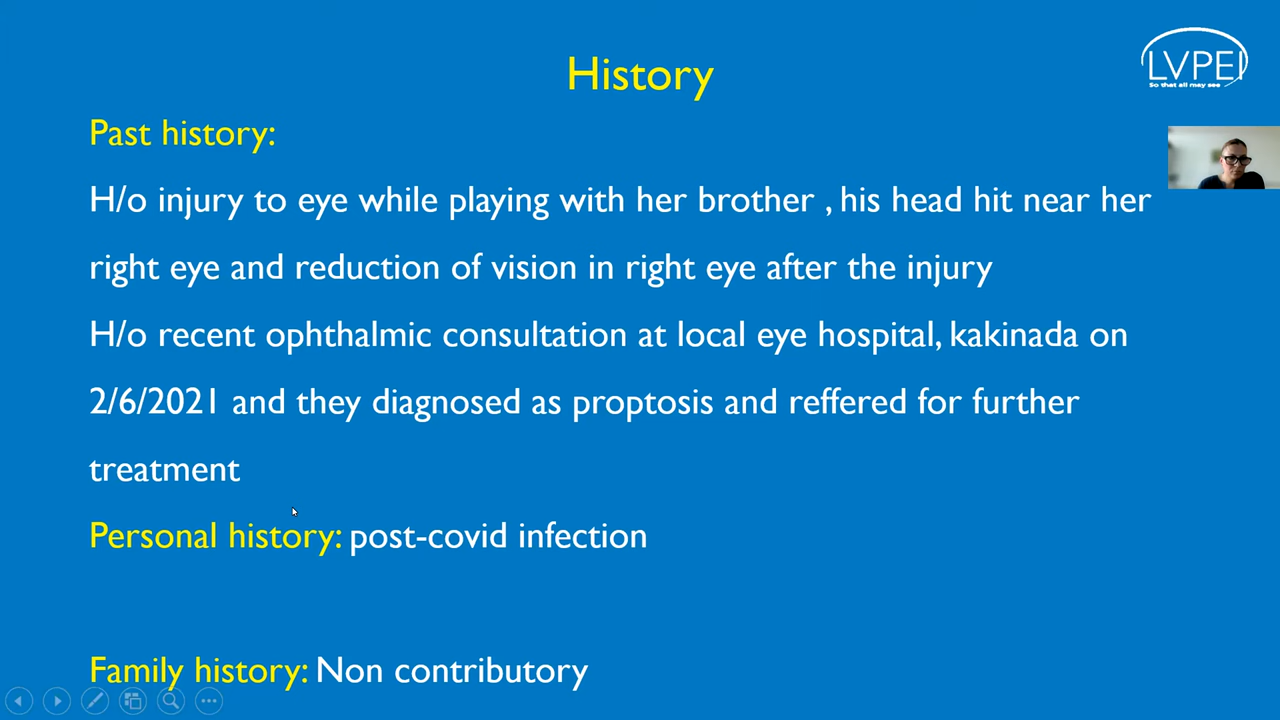 LVPEI
So that all may see
History
Past history:
H/o injury to eye while playing with her brother , his head hit near her
right eye and reduction of vision in right eye after the injury
H/o recent ophthalmic consultation at local eye hospital, kakinada on
2/6/2021 and they diagnosed as proptosis and reffered for further
treatment
Personal history: post-covid infection
Family history: Non contributory